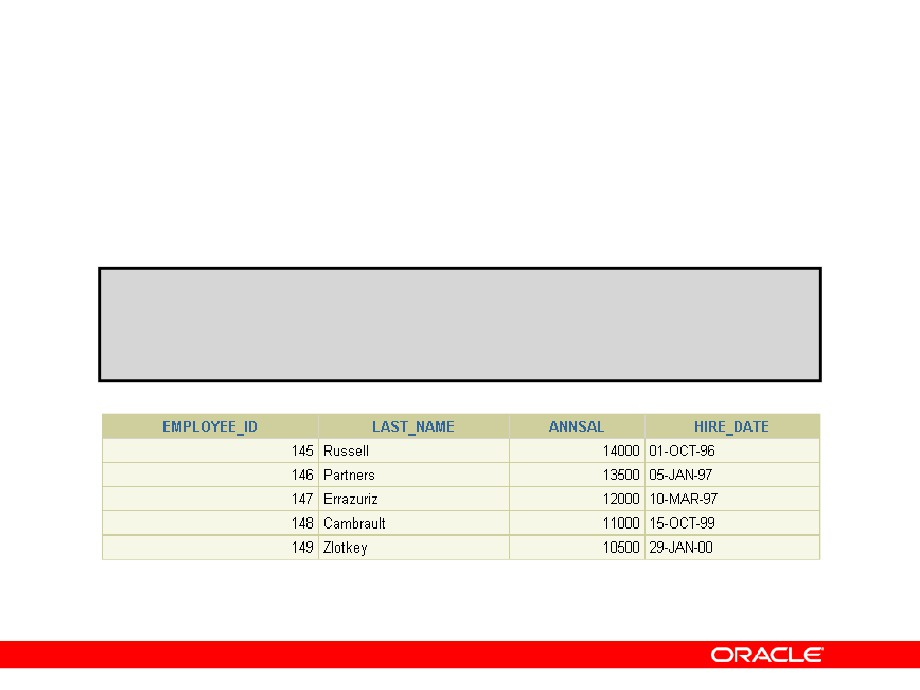 EMPLOYEE_ID LAST_NAME ANNSAL HIRE_DATE
145 Russell 14000 01-OCT-96
146 Partners 13500 05-JAN-97
147 Errazuriz 12000 10-MAR-97
148 Cambrault 11000 15-OCT-99
149 Zlotkey 10500 29-JAN-00
ORACLE